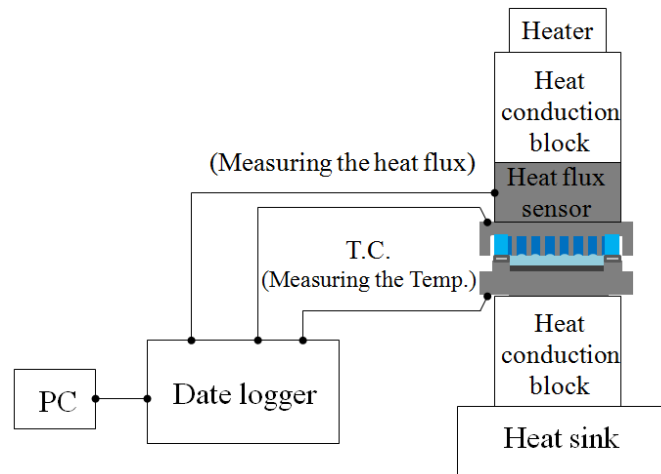 Heater
Heat
conduction
block
(Measuring the heat flux)
Heat flux
sensor
T.C.
(Measuring the Temp.)
Heat
conduction
block
PC
Date logger
Heat sink